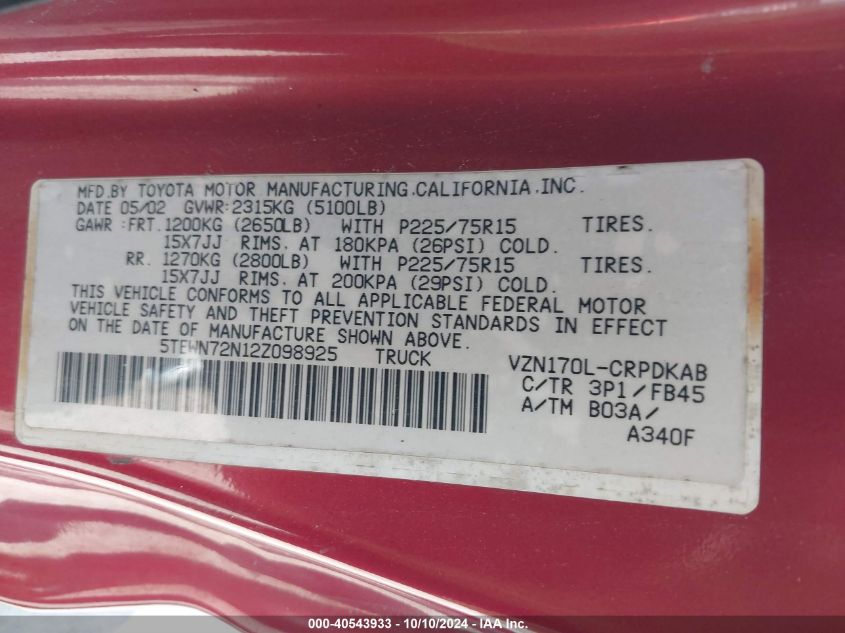 MFD.BY TOYOTA MOTOR MANUFACTURING.CALIFORNIA.INC.
DATE 05/02 GVWR:2315KG (5100LB)
GAWR:FRT.1200KG (2650LB) WITH P225/75R15 TIRES.
15X7JJ RIMS. AT 180KPA (26PSI) COLD.
RR. 1270KG (2800LB) WITH P225/75R15 TIRES.
15X7JJ RIMS. AT 200KPA (29PSI) COLD.
THIS VEHICLE CONFORMS TO ALL APPLICABLE FEDERAL MOTOR
VEHICLE SAFETY AND THEFT PREVENTION STANDARDS IN EFFECT
ON THE DATE OF MANUFACTURE SHOWN ABOVE.
5TEWN72N12Z098925 TRUCK
VZN170L-CRPDKAB
C/TR 3P1/FB45
A/TM B03A/
A340F
000-40543933 - 10/10/2024 - IAA Inc.